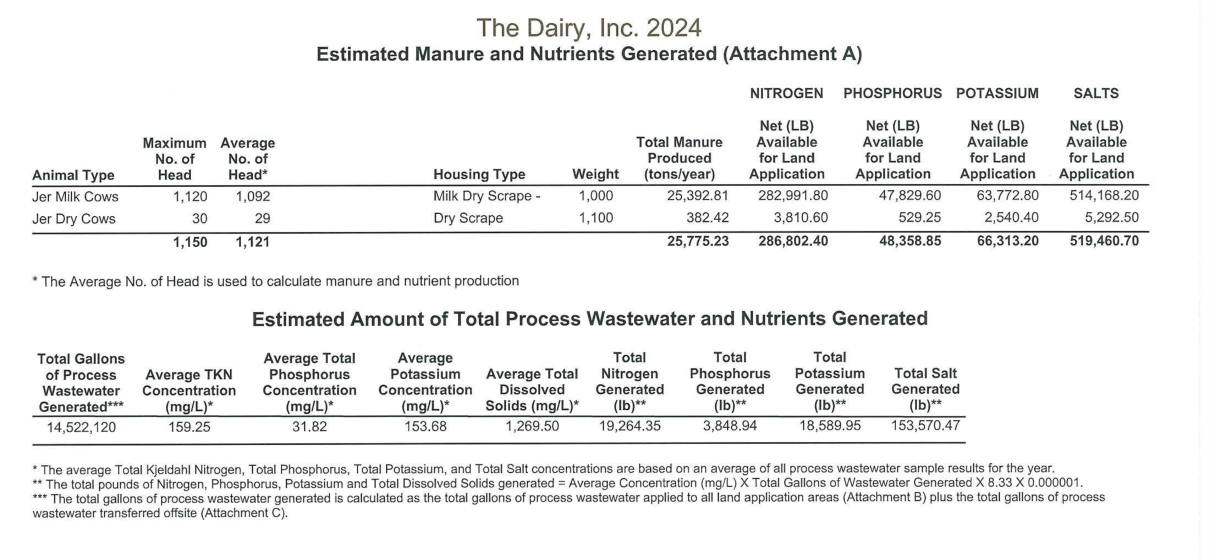 The Dairy, Inc. 2024
Estimated Manure and Nutrients Generated (Attachment A)
NITROGEN PHOSPHORUS POTASSIUM SALTS
Net (LB) Net (LB) Net (LB) Net (LB)
Maximum Average Total Manure Available Available Available Available
No. of No. of Produced for Land for Land for Land for Land
Animal Type Head Head* Housing Type Weight (tons/year) Application Application Application Application
Jer Milk Cows 1,120 1,092 Milk Dry Scrape - 1,000 25,392.81 282,991.80 47,829.60 63,772.80 514,168.20
Jer Dry Cows 30 29 Dry Scrape 1,100 382.42 3,810.60 529.25 2,540.40 5,292.50
1,150 1,121 25,775.23 286,802.40 48,358.85 66,313.20 519,460.70
* The Average No. of Head is used to calculate manure and nutrient production
Estimated Amount of Total Process Wastewater and Nutrients Generated
Total Gallons Average Total Average Total Total Total
of Process Average TKN Phosphorus Potassium Average Total Nitrogen Phosphorus Potassium Total Salt
Wastewater Concentration Concentration Concentration Dissolved Generated Generated Generated Generated
Generated*** (mg/L)* (mg/L)* (mg/L)* Solids (mg/L)* (lb)** (lb)** (lb)** (lb)**
14,522,120 159.25 31.82 153.68 1,269.50 19,264.35 3,848.94 18,589.95 153,570.47
* The average Total Kjeldahl Nitrogen, Total Phosphorus, Total Potassium, and Total Salt concentrations are based on an average of all process wastewater sample results for the year.
** The total pounds of Nitrogen, Phosphorus, Potassium and Total Dissolved Solids generated = Average Concentration (mg/L) X Total Gallons of Wastewater Generated X 8.33 X 0.000001.
*** The total gallons of process wastewater generated is calculated as the total gallons of process wastewater applied to all land application areas (Attachment B) plus the total gallons of process
wastewater transferred offsite (Attachment C).